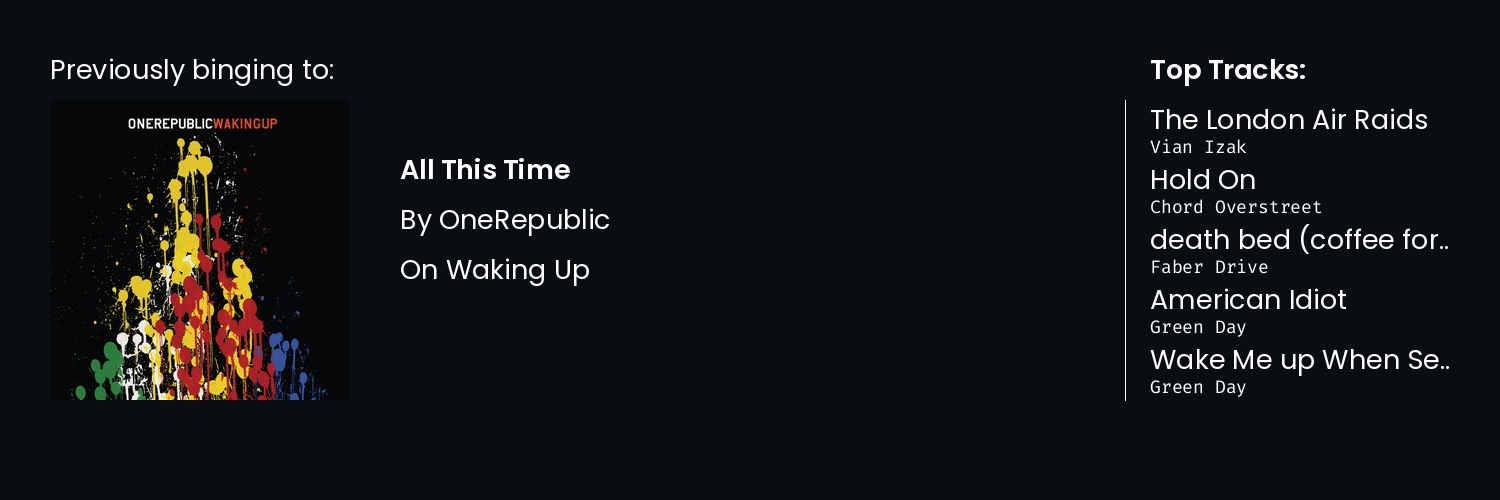 Previously binging to:
ONEREPUBLICWAKINGUP
All This Time
By OneRepublic
On Waking Up
Top Tracks:
The London Air Raids
Vian Izak
Hold On
Chord Overstreet
death bed (coffee for..
Faber Drive
American Idiot
Green Day
Wake Me up When Se..
Green Day